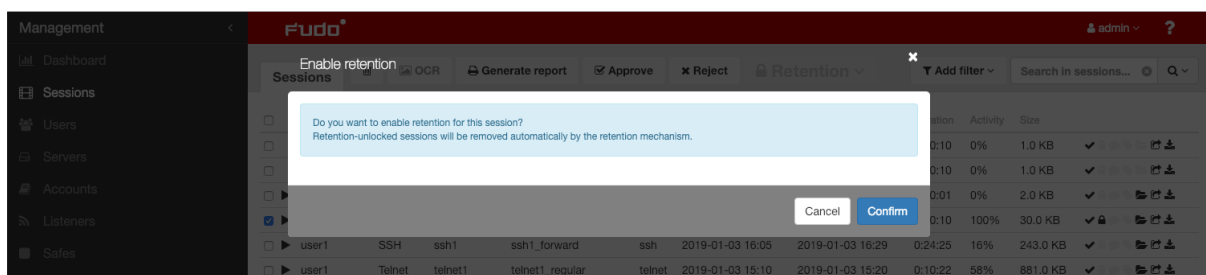 Management
FUDO
admin
?
Dashboard
Enable retention
Sessions
OCR
Generate report
Approve
Reject
Retention
Add filter
Search in sessions...
Sessions
Do you want to enable retention for this session?
Retention-unlocked sessions will be removed automatically by the retention mechanism.
Activity Size
Users
0:10 0% 1.0 KB
Servers
0:10 0% 1.0 KB
Accounts
0:01 0% 2.0 KB
Cancel
Confirm
Listeners
0:10 100% 30.0 KB
user1 SSH ssh1 ssh1_forward ssh 2019-01-03 16:05 2019-01-03 16:29 0:24:25 16% 243.0 KB
Safes
user1 Telnet telnet1 telnet1_regular telnet 2019-01-03 15:10 2019-01-03 15:20 0:10:22 58% 881.0 KB